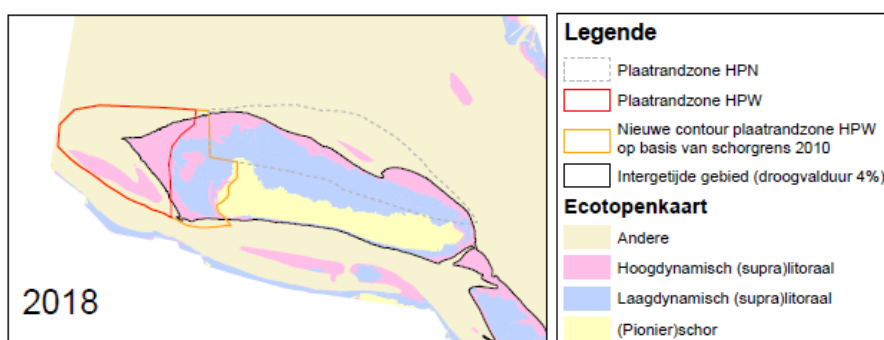 2018
Legende
Plaatrandzone HPN
Plaatrandzone HPW
Nieuwe contour plaatrandzone HPW
op basis van schorgrens 2010
Intergetijde gebied (droogvalduur 4%)
Ecotopenkaart
Andere
Hoogdynamisch (supra)litoraal
Laagdynamisch (supra)litoraal
(Pionier)schor